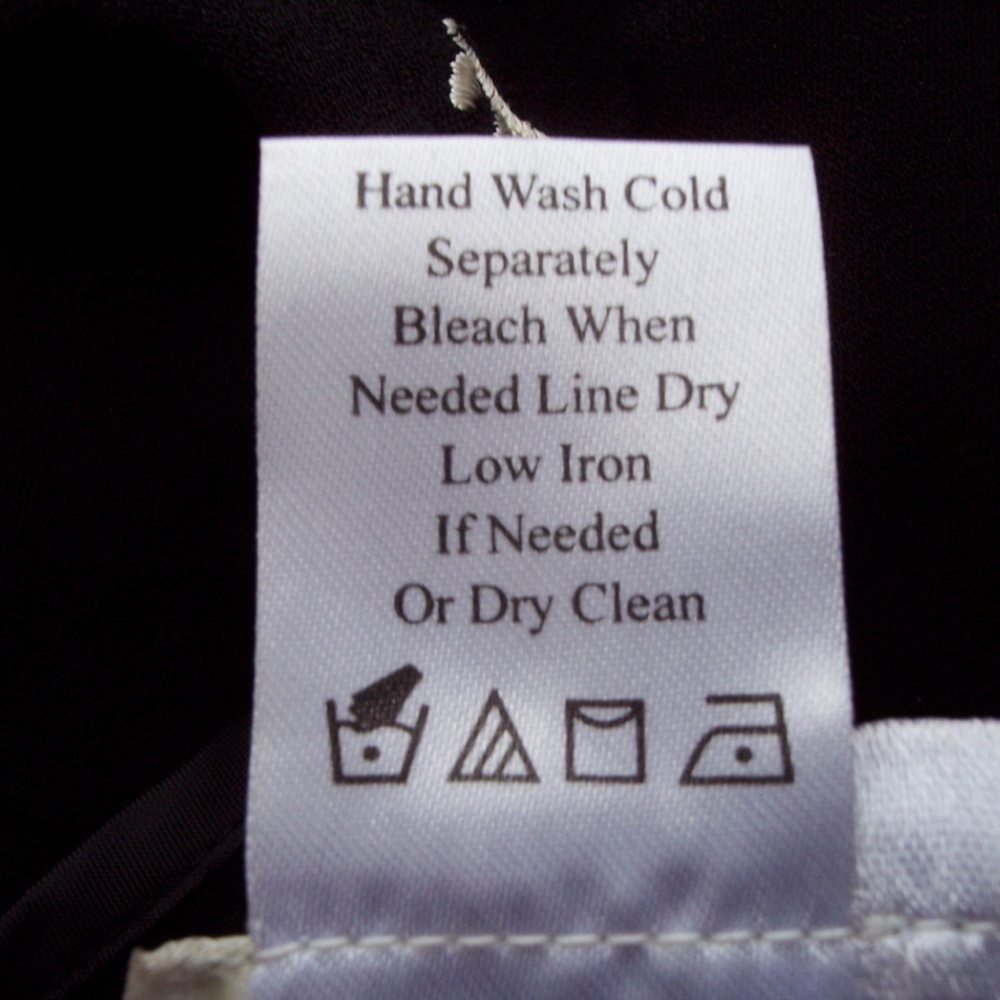 Hand Wash Cold
Separately
Bleach When
Needed Line Dry
Low Iron
If Needed
Or Dry Clean